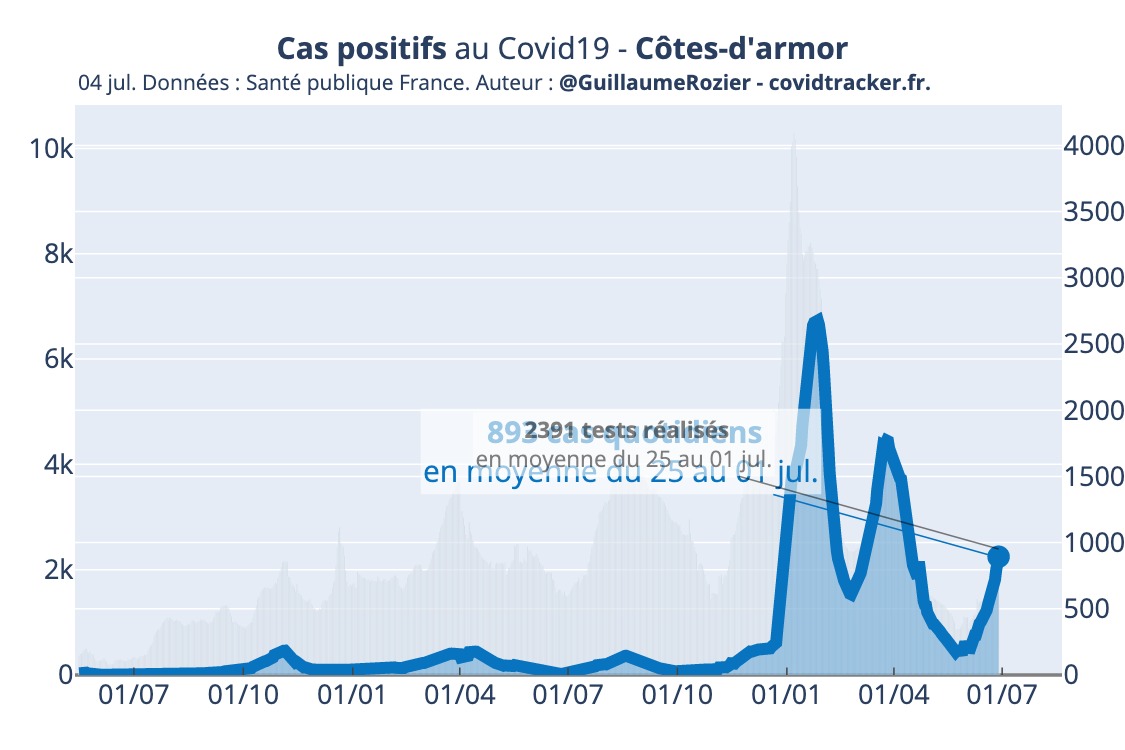 Cas positifs au Covid19 - Côtes-d'armor
04 jul. Données : Santé publique France. Auteur : @GuillaumeRozier - covidtracker.fr.
10k
8k
6k
4k
2k
0
4000
3500
3000
2500
2000
1500
1000
500
0
893 cas quotidiens
en moyenne du 25 au 01 jul.
2391 tests réalisés
en moyenne du 25 au 01 jul.
01/07 01/10 01/01 01/04 01/07 01/10 01/01 01/04 01/07